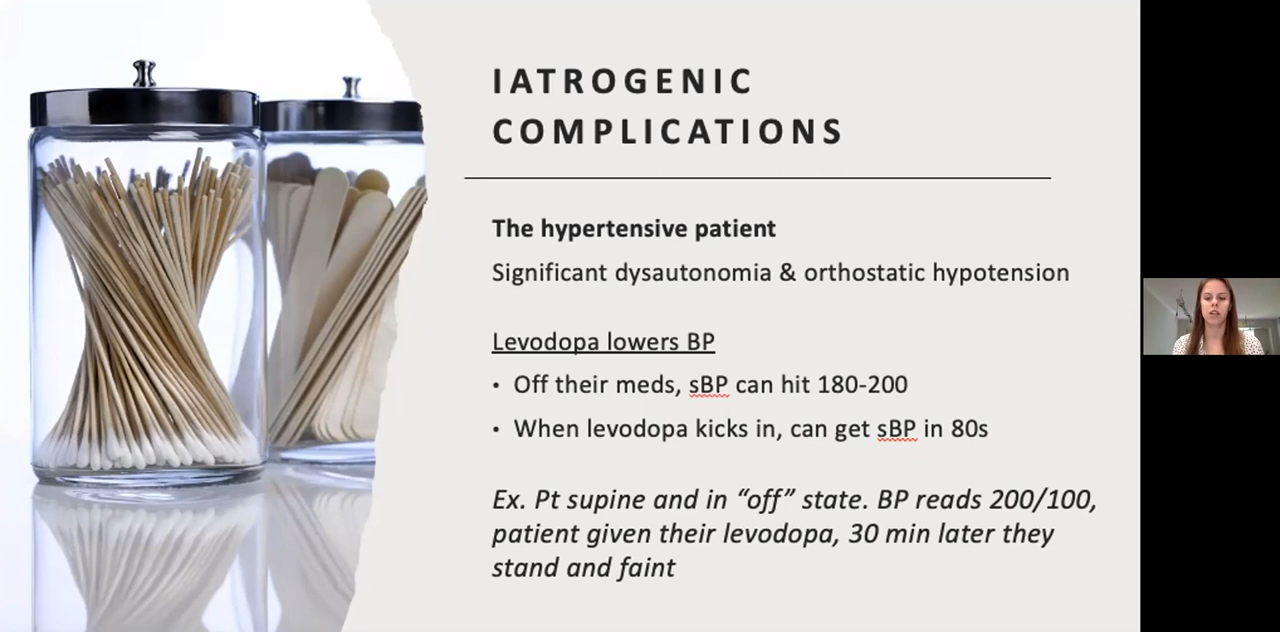 IATROGENIC
COMPLICATIONS
The hypertensive patient
Significant dysautonomia & orthostatic hypotension
Levodopa lowers BP
• Off their meds, sBP can hit 180-200
• When levodopa kicks in, can get sBP in 80s
Ex. Pt supine and in “off” state. BP reads 200/100,
patient given their levodopa, 30 min later they
stand and faint